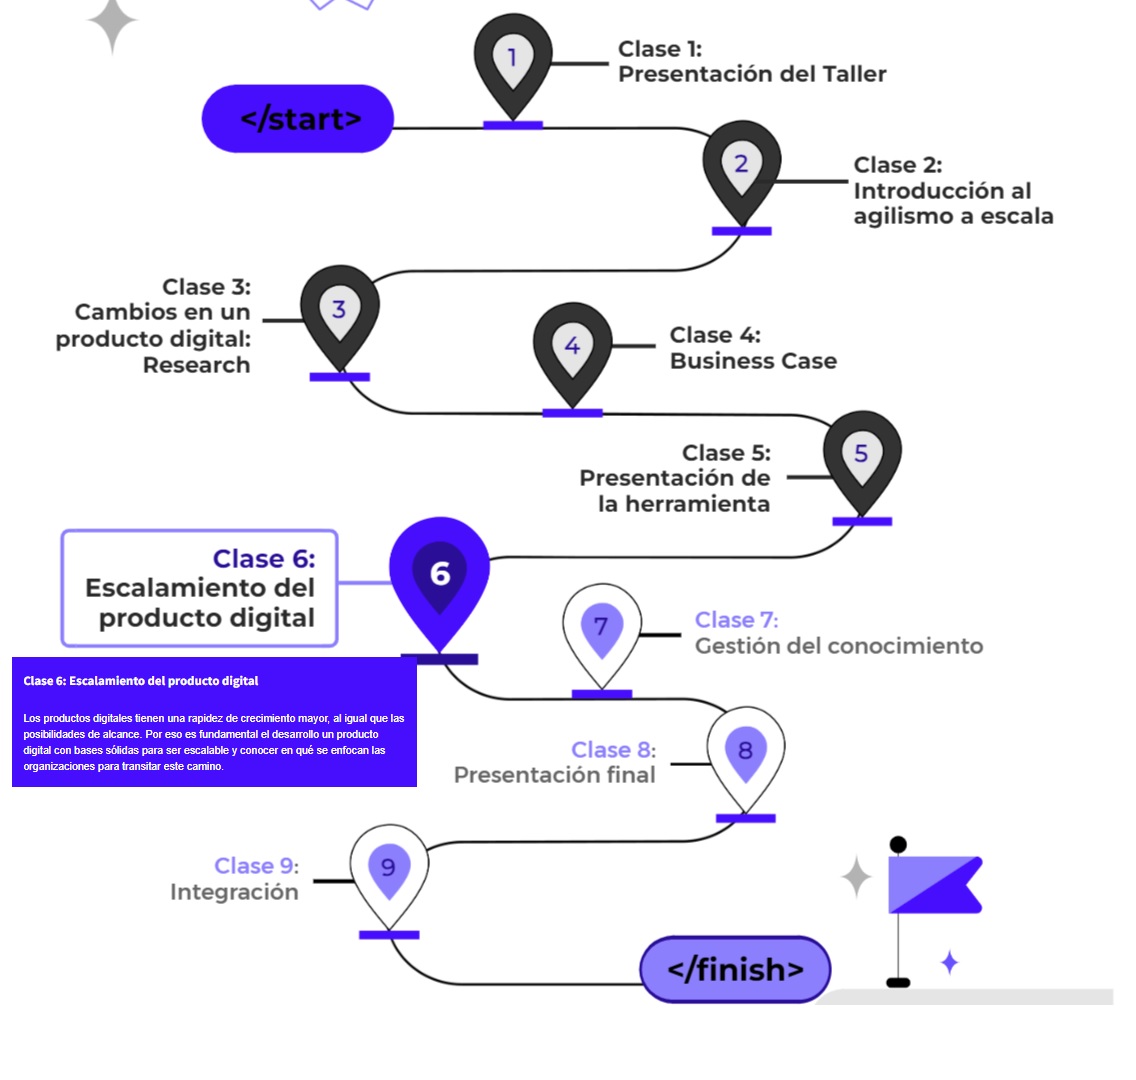 1
Clase 1:
Presentación del Taller
</start>
2
Clase 2:
Introducción al
agilismo a escala
Clase 3:
Cambios en un
producto digital:
Research
3
4
Clase 4:
Business Case
Clase 5:
Presentación de
la herramienta
5
Clase 6:
Escalamiento del
producto digital
6
7
Clase 7:
Gestión del conocimiento
Clase 6: Escalamiento del producto digital
Los productos digitales tienen una rapidez de crecimiento mayor, al igual que las
posibilidades de alcance. Por eso es fundamental el desarrollo un producto
digital con bases sólidas para ser escalable y conocer en qué se enfocan las
organizaciones para transitar este camino.
Clase 8:
Presentación final
8
Clase 9:
Integración
9
</finish>